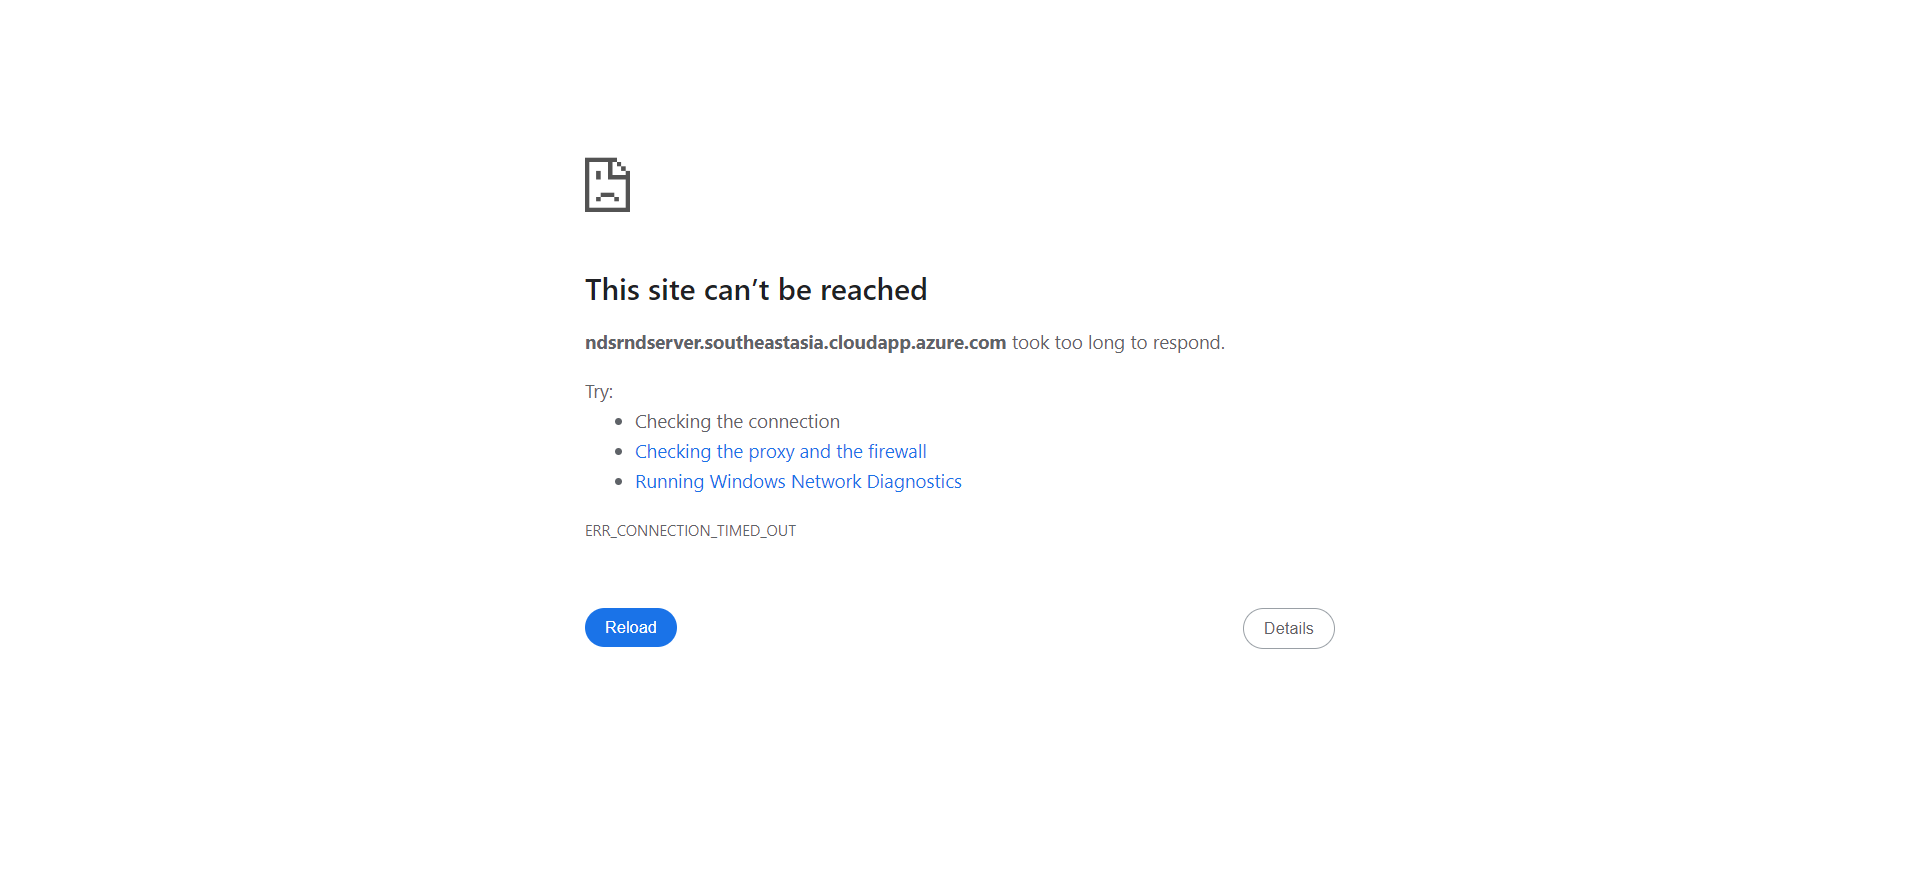 This site can’t be reached
ndsrndserver.southeastasia.cloudapp.azure.com took too long to respond.
Try:
Checking the connection
Checking the proxy and the firewall
Running Windows Network Diagnostics
ERR_CONNECTION_TIMED_OUT
Reload
Details